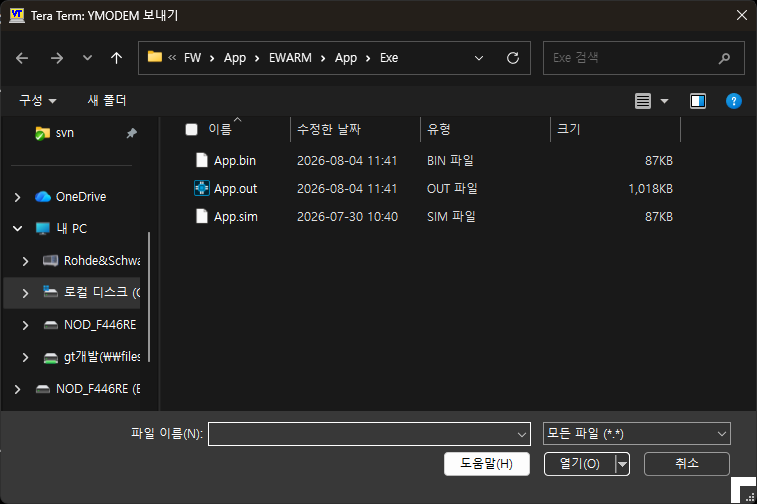 Tera Term: YMODEM 보내기
« FW › App › EWARM › App › Exe
Exe 검색
구성
새 폴더
svn
OneDrive
내 PC
Rohde&Schwa
로컬 디스크 (C
NOD_F446RE
gt개발(₩₩files
NOD_F446RE (E
이름 수정한 날짜 유형 크기
App.bin 2026-08-04 11:41 BIN 파일 87KB
App.out 2026-08-04 11:41 OUT 파일 1,018KB
App.sim 2026-07-30 10:40 SIM 파일 87KB
파일 이름(N):
모든 파일 (*.*)
도움말(H) 열기(O) 취소